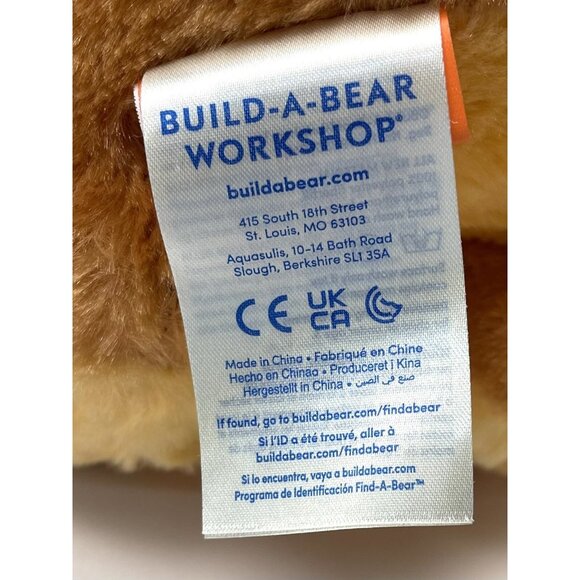 BUILD-A-BEAR
WORKSHOP®
buildabear.com
415 South 18th Street
St. Louis, MO 63103
Aquasulis, 10-14 Bath Road
Slough, Berkshire SL1 3SA
CE UK
CA
Made in China • Fabriqué en Chine
Hecho en Chinaa • Produceret j Kina
Hergestellt in China • صنع في الصين
If found, go to buildabear.com/findabear
Si l'ID a été trouvé, aller à
buildabear.com/findabear
Si lo encuentra, vaya a buildabear.com
Programa de Identificación Find-A-Bear™